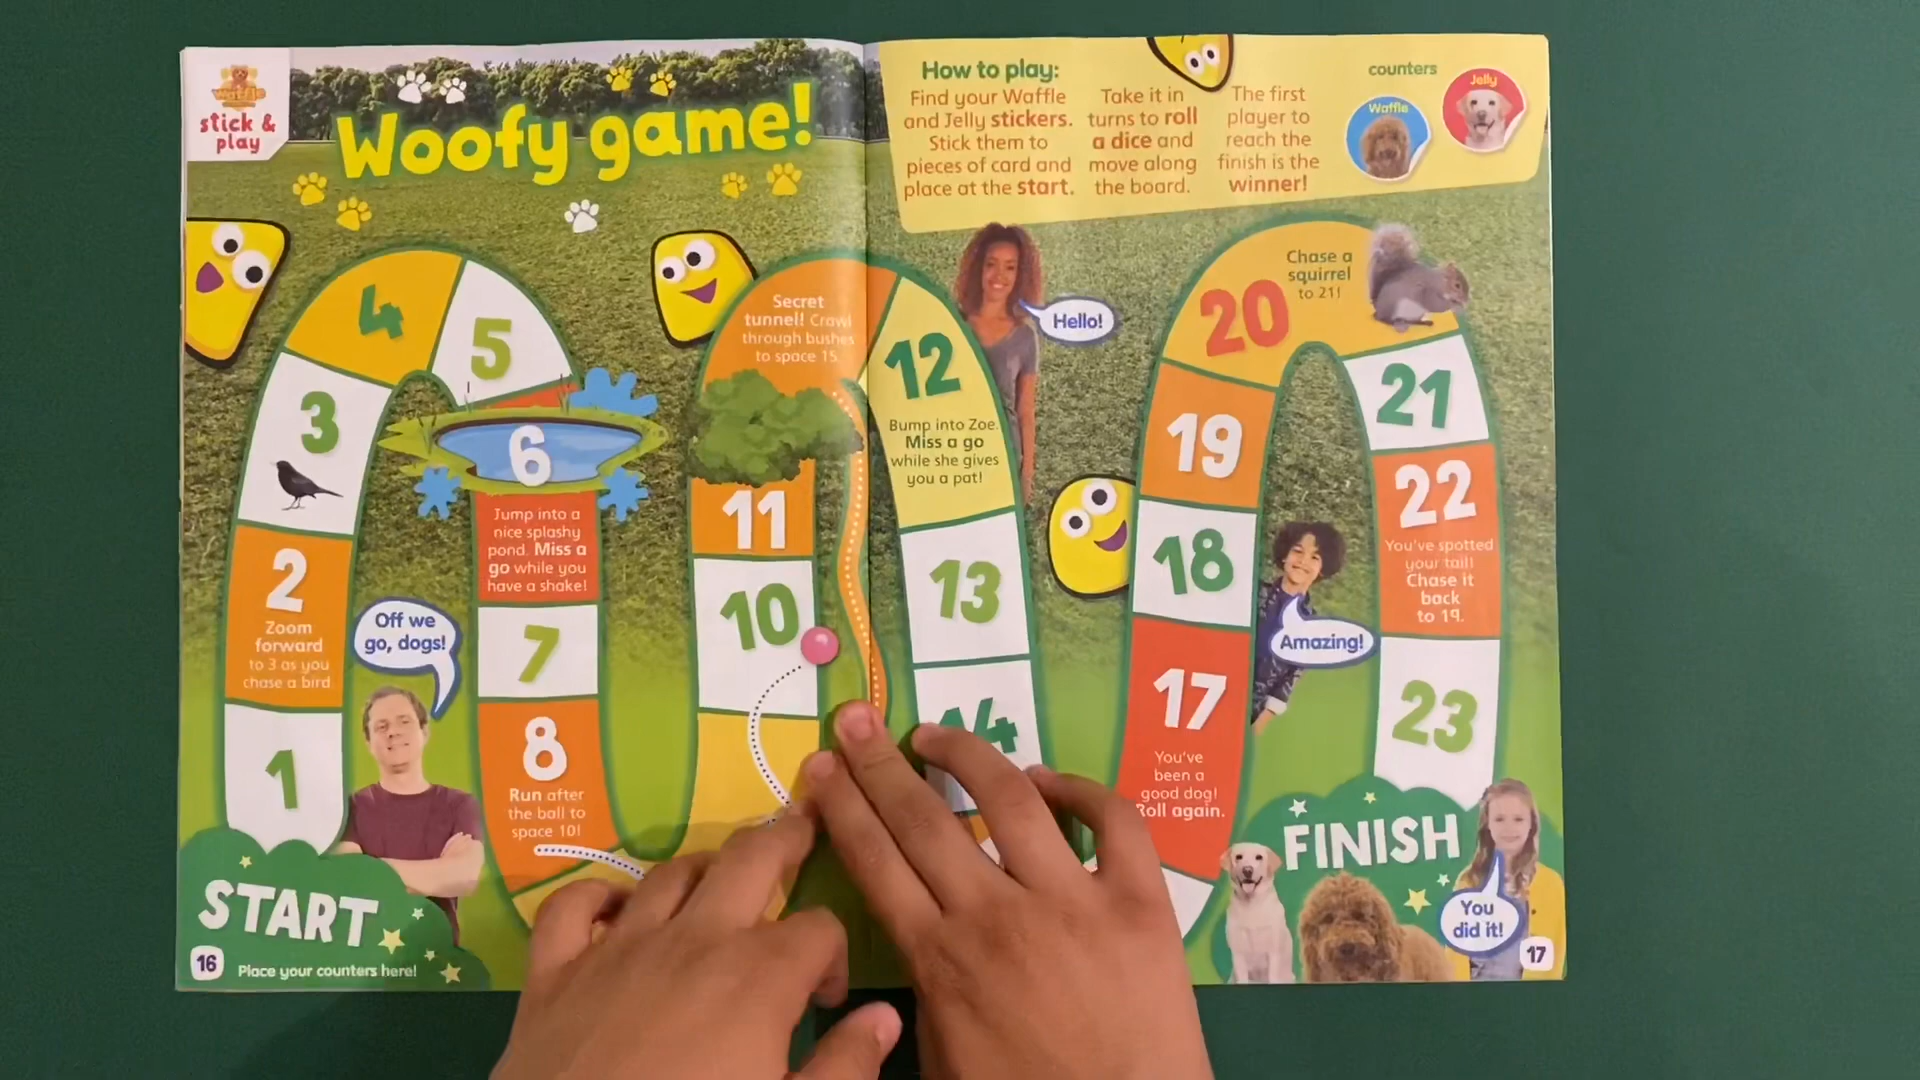 waffle
stick &
play
Woofy game!
How to play:
Find your Waffle
and Jelly stickers.
Stick them to
pieces of card and
place at the start.
Take it in
turns to roll
a dice and
move along
the board.
The first
player to
reach the
finish is the
winner!
counters
Waffle
Jelly
START
Place your counters here!
16
1
2
Zoom
forward
to 3 as you
chase a bird
3
4
5
6
Jump into a
nice splashy
pond. Miss a
go while you
have a shake!
7
8
Run after
the ball to
space 10!
Off we
go, dogs!
10
11
Secret
tunnel! Crawl
through bushes
to space 15.
12
Bump into Zoe.
Miss a go
while she gives
you a pat!
Hello!
13
14
17
You've
been a
good dog!
Roll again.
18
19
20
Chase a
squirrel
to 21!
21
22
You've spotted
your tail!
Chase it
back
to 19.
23
Amazing!
FINISH
You
did it!
17